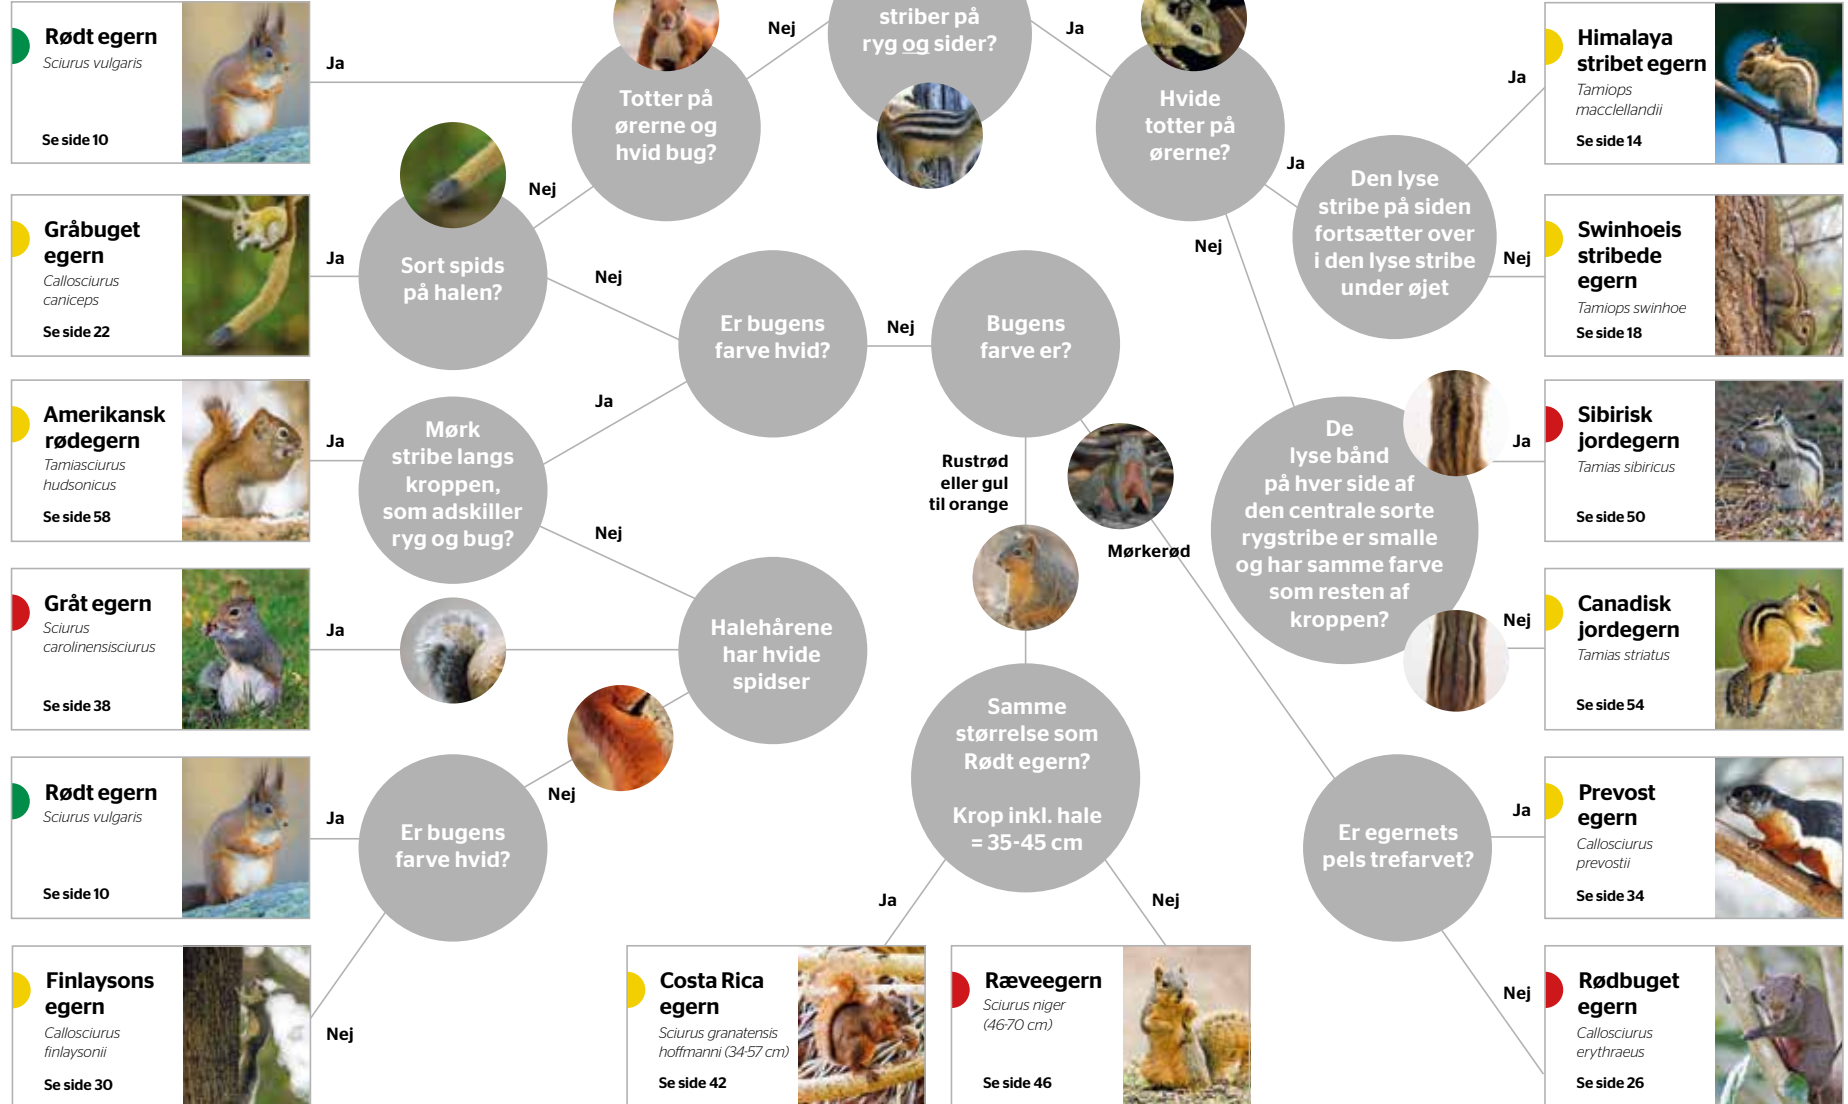 Rødt egern
Sciurus vulgaris
Se side 10
Ja
Totter på
ørerne og
hvid bug?
Nej
striber på
ryg og sider?
Ja
Hvide
totter på
ørerne?
Ja
Himalaya
stribet egern
Tamiops
macclellandii
Se side 14
Gråbuget
egern
Callosciurus
caniceps
Se side 22
Ja
Sort spids
på halen?
Nej
Nej
Er bugens
farve hvid?
Nej
Bugens
farve er?
Nej
Ja
Den lyse
stribe på siden
fortsætter over
i den lyse stribe
under øjet
Nej
Swinhoeis
stribede
egern
Tamiops swinhoe
Se side 18
Amerikansk
rødegern
Tamiasciurus
hudsonicus
Se side 58
Ja
Mørk
stribe langs
kroppen,
som adskiller
ryg og bug?
Ja
Nej
Rustrød
eller gul
til orange
Mørkerød
De
lyse bånd
på hver side af
den centrale sorte
rygstribe er smalle
og har samme farve
som resten af
kroppen?
Ja
Sibirisk
jordegern
Tamias sibiricus
Se side 50
Gråt egern
Sciurus
carolinensisciurus
Se side 38
Ja
Halehårene
har hvide
spidser
Nej
Samme
størrelse som
Rødt egern?
Krop inkl. hale
= 35-45 cm
Nej
Canadisk
jordegern
Tamias striatus
Se side 54
Rødt egern
Sciurus vulgaris
Se side 10
Ja
Er bugens
farve hvid?
Ja
Nej
Er egernets
pels trefarvet?
Ja
Prevost
egern
Callosciurus
prevostii
Se side 34
Finlaysons
egern
Callosciurus
finlaysonii
Se side 30
Nej
Costa Rica
egern
Sciurus granatensis
hoffmanni (34-57 cm)
Se side 42
Ræveegern
Sciurus niger
(46-70 cm)
Se side 46
Nej
Rødbuget
egern
Callosciurus
erythraeus
Se side 26